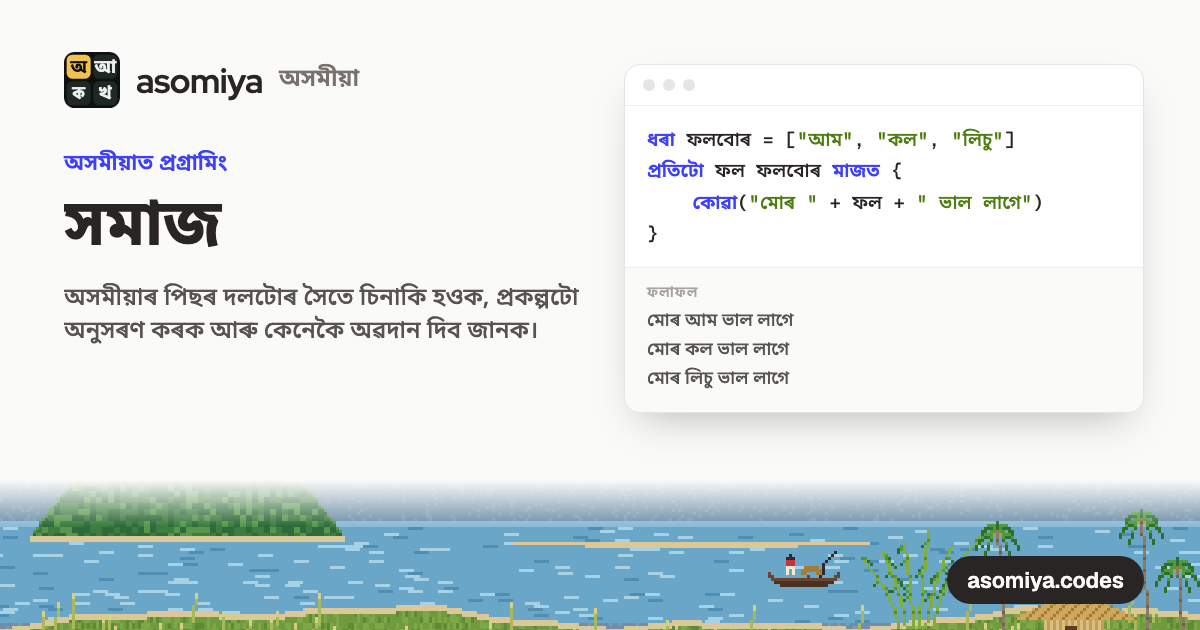 অ আ
ক খ
asomiya অসমীয়া
অসমীয়াত প্ৰগ্ৰামিং
সমাজ
অসমীয়াৰ পিছৰ দলটোৰ সৈতে চিনাকি হওক, প্ৰকল্পটো
অনুসৰণ কৰক আৰু কেনেকৈ অৱদান দিব জানক।
ধৰা ফলবোৰ = ["আম", "কল", "লিচু"]
প্ৰতিটো ফল ফলবোৰ মাজত {
কোৱা("মোৰ " + ফল + " ভাল লাগে")
}
ফলাফল
মোৰ আম ভাল লাগে
মোৰ কল ভাল লাগে
মোৰ লিচু ভাল লাগে
asomiya.codes